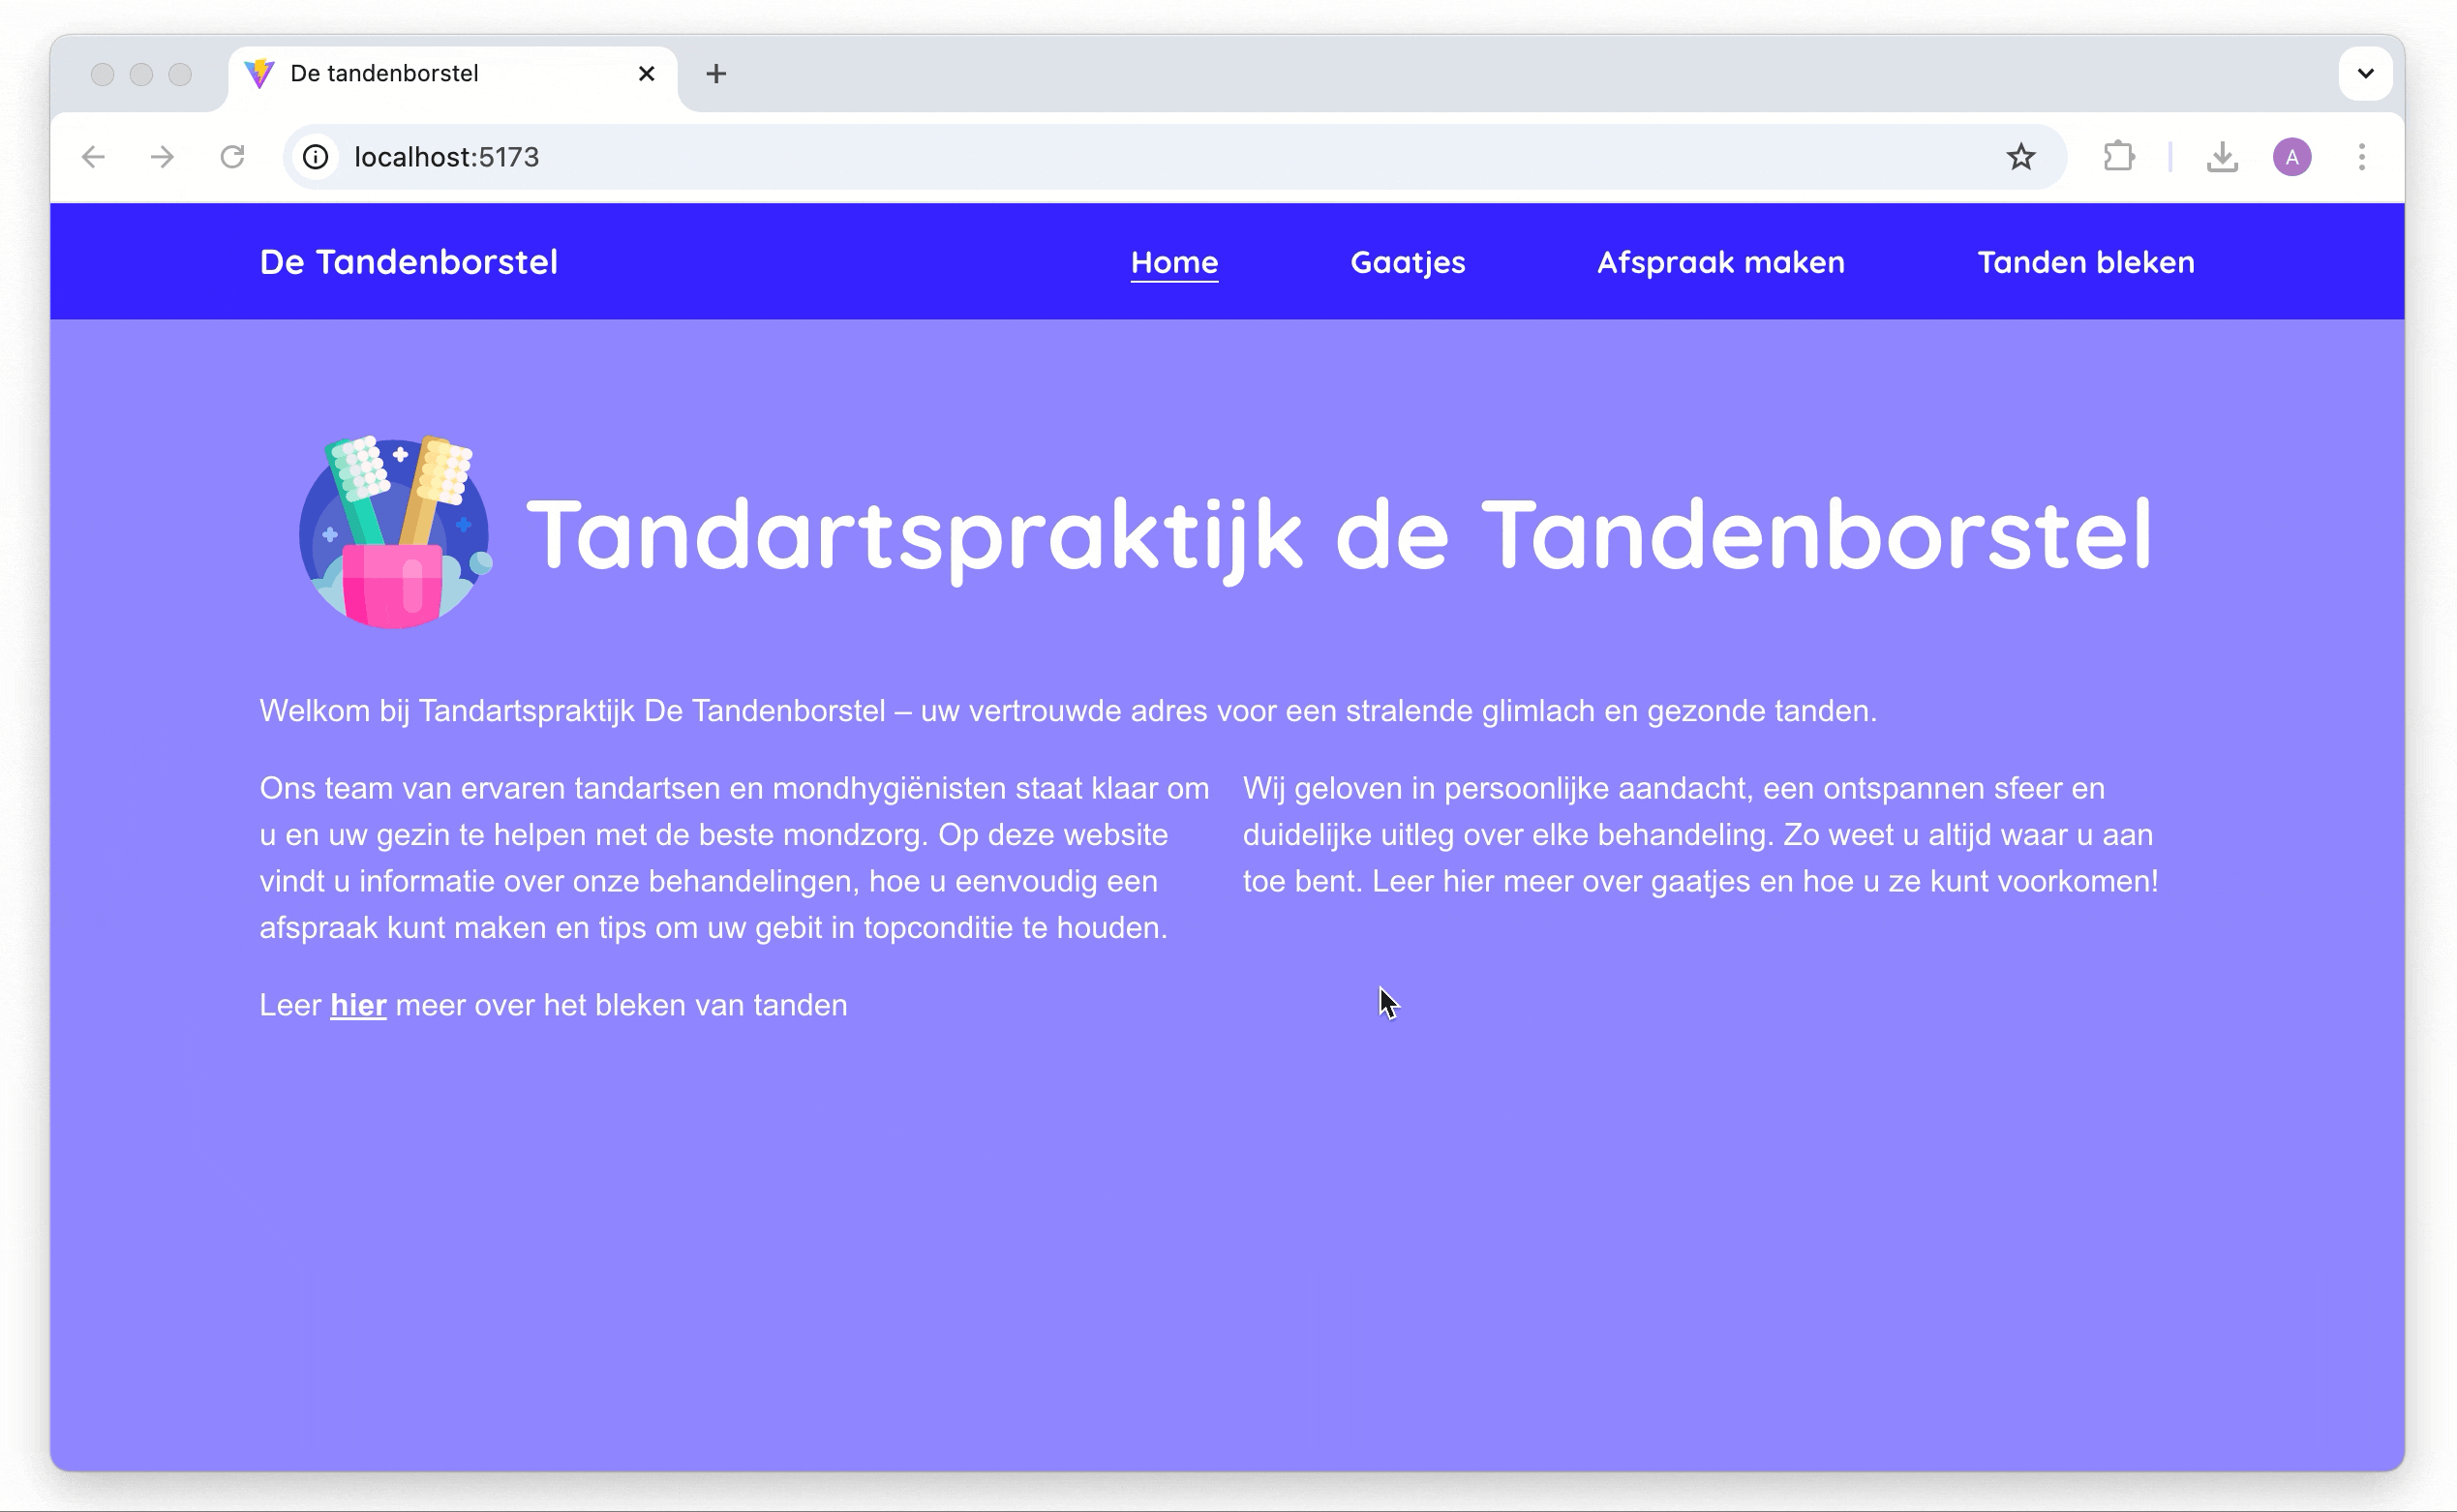 De tandenborstel
localhost:5173
A
De Tandenborstel
Home
Gaatjes
Afspraak maken
Tanden bleken
Tandartspraktijk de Tandenborstel
Welkom bij Tandartspraktijk De Tandenborstel – uw vertrouwde adres voor een stralende glimlach en gezonde tanden.
Ons team van ervaren tandartsen en mondhygiënisten staat klaar om
u en uw gezin te helpen met de beste mondzorg. Op deze website
vindt u informatie over onze behandelingen, hoe u eenvoudig een
afspraak kunt maken en tips om uw gebit in topconditie te houden.
Wij geloven in persoonlijke aandacht, een ontspannen sfeer en
duidelijke uitleg over elke behandeling. Zo weet u altijd waar u aan
toe bent. Leer hier meer over gaatjes en hoe u ze kunt voorkomen!
Leer hier meer over het bleken van tanden